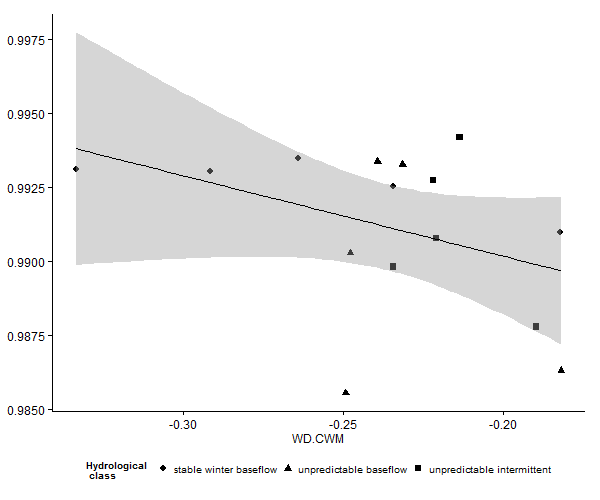 0.9975
0.9950
0.9925
0.9900
0.9875
0.9850
-0.30 -0.25 -0.20
WD.CWM
Hydrological
class
stable winter baseflow unpredictable baseflow unpredictable intermittent